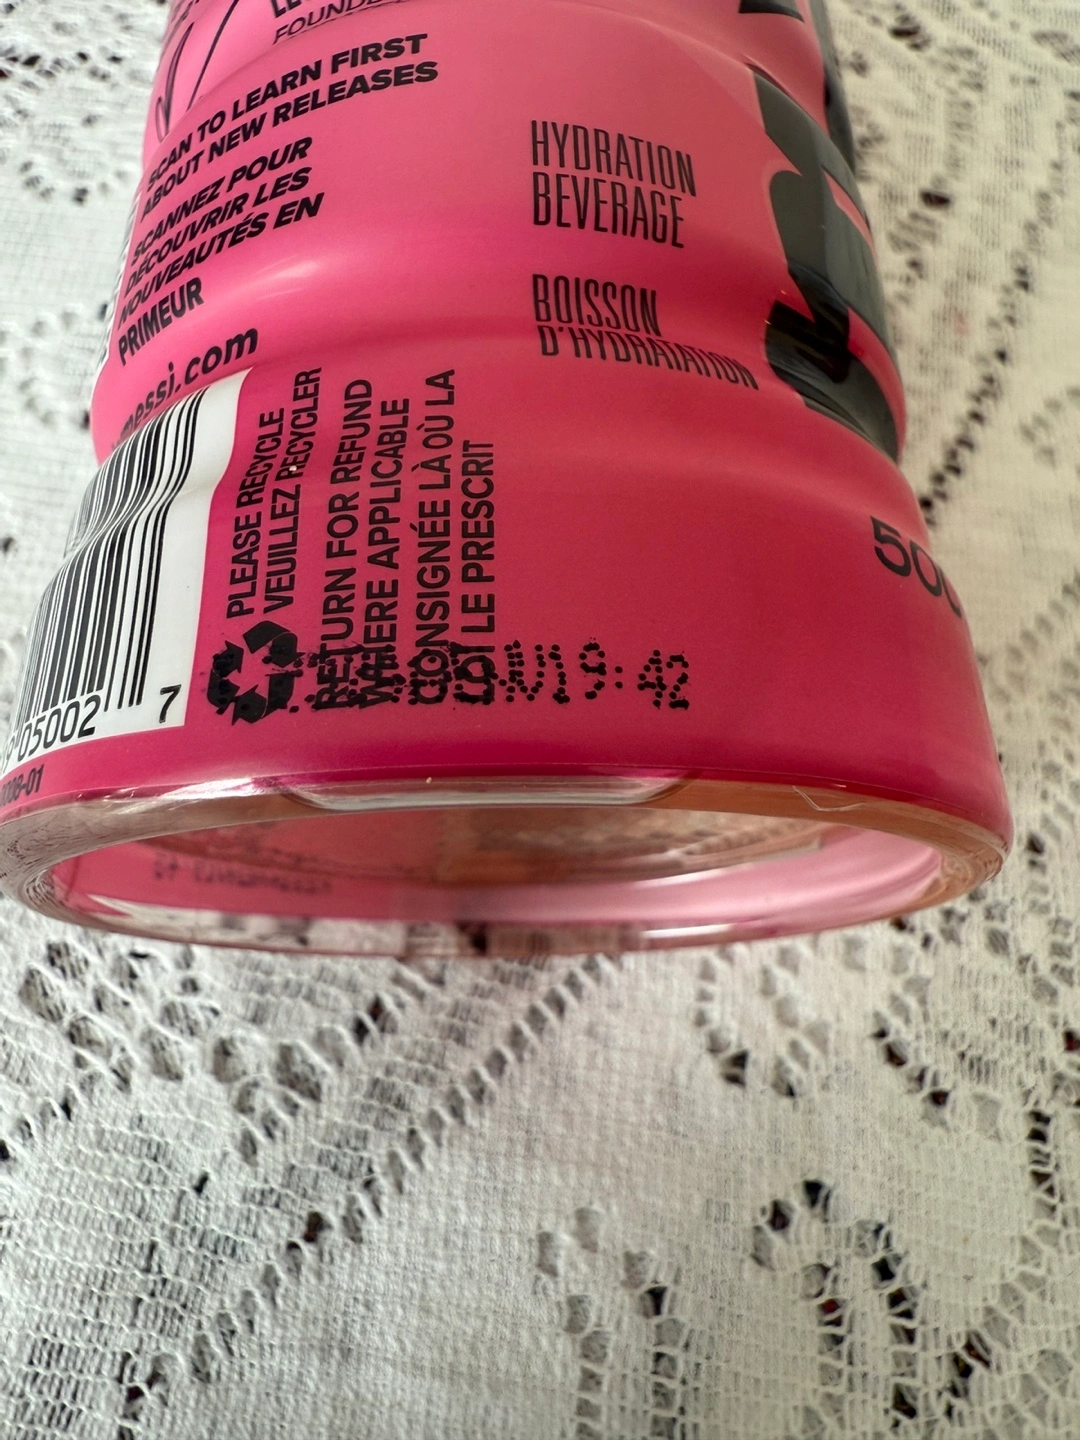 SCAN TO LEARN FIRST
ABOUT NEW RELEASES
SCANNEZ POUR
DÉCOUVRIR LES
NOUVEAUTÉS EN
PRIMEUR
messi.com
HYDRATION
BEVERAGE
BOISSON
D'HYDRATATION
PLEASE RECYCLE
VEUILLEZ RECYCLER
RETURN FOR REFUND
WHERE APPLICABLE
CONSIGNÉE LÀ OÙ LA
LOI LE PRESCRIT
05002 7
19:42